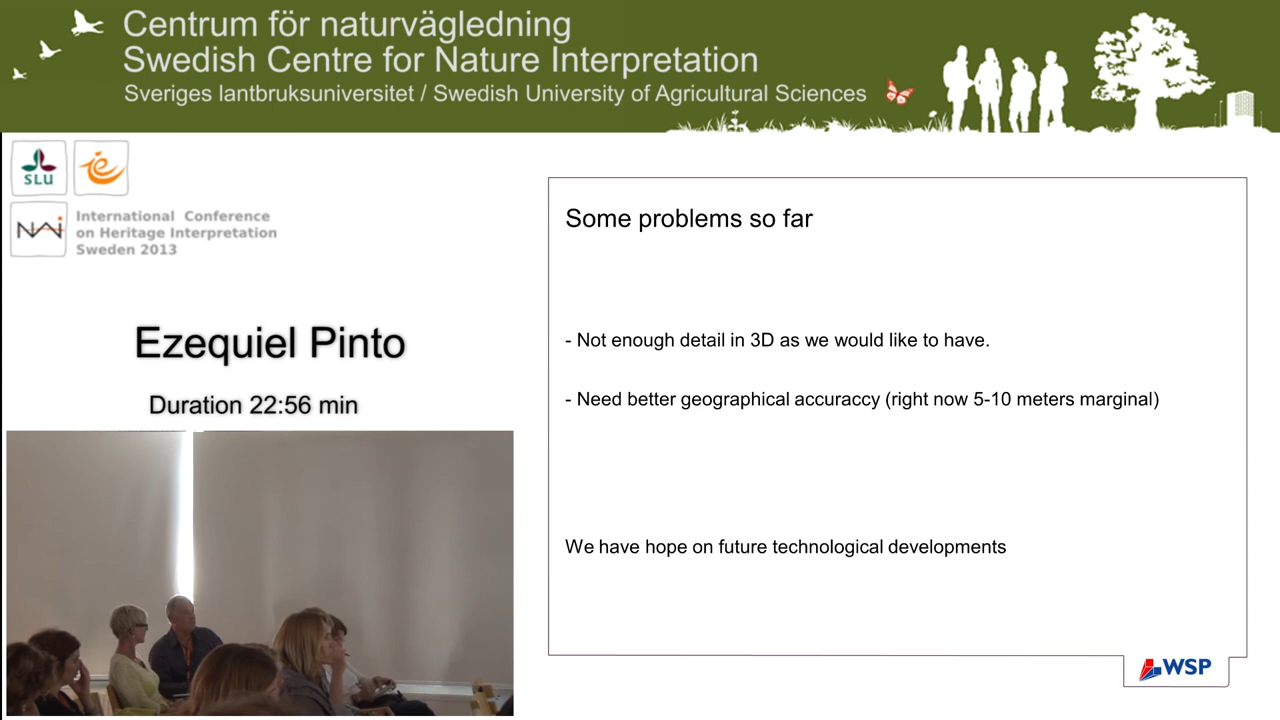 Centrum för naturvägledning
Swedish Centre for Nature Interpretation
Sveriges lantbruksuniversitet / Swedish University of Agricultural Sciences
SLU
NAi
International Conference
on Heritage Interpretation
Sweden 2013
Ezequiel Pinto
Duration 22:56 min
Some problems so far
- Not enough detail in 3D as we would like to have.
- Need better geographical accuraccy (right now 5-10 meters marginal)
We have hope on future technological developments
WSP